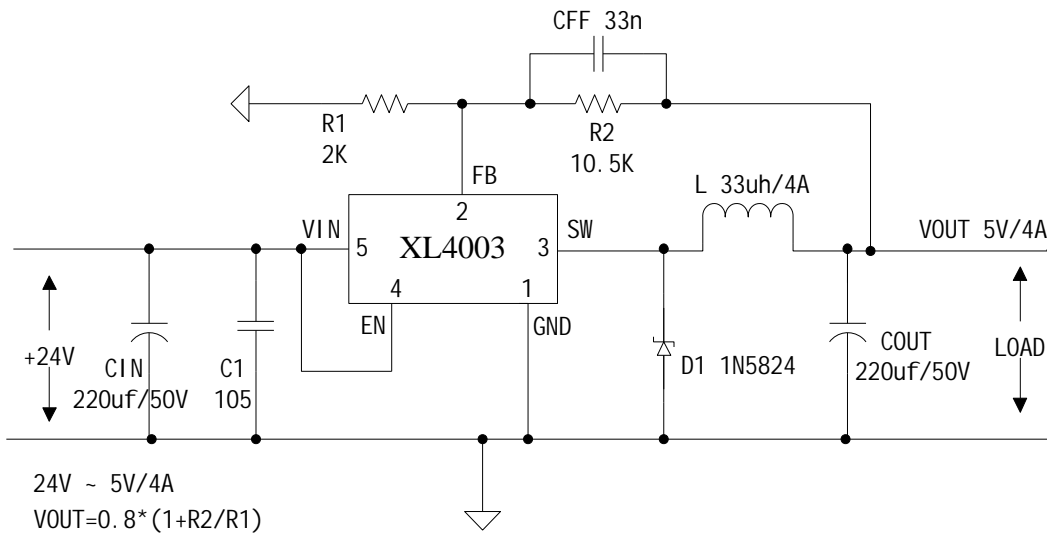 CFF 33n
R1
2K
R2
10.5K
FB
L 33uh/4A
2
VIN
SW
5
XL4003
3
VOUT 5V/4A
4
1
EN
GND
+24V
CIN
220uf/50V
C1
105
D1 1N5824
COUT
220uf/50V
LOAD
24V ~ 5V/4A
VOUT=0.8*(1+R2/R1)